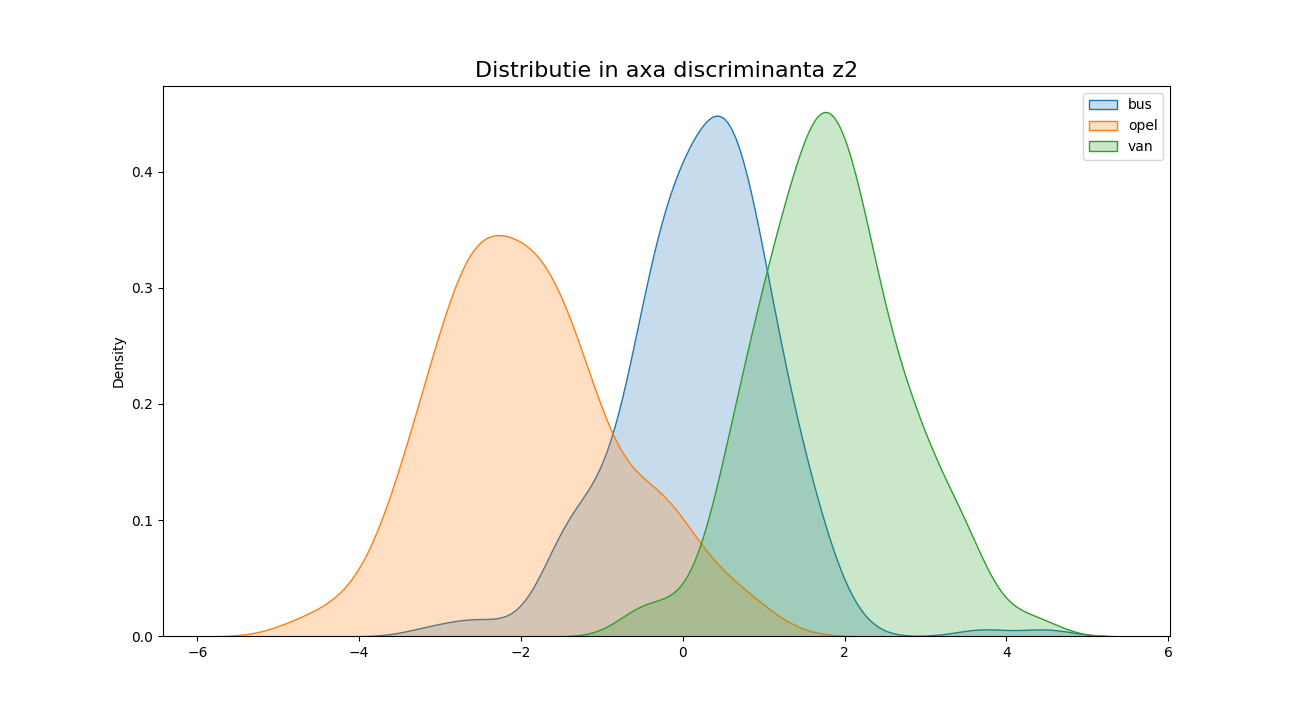 Distributie in axa discriminanta z2
bus
opel
van
Density
0.4
0.3
0.2
0.1
0.0
−6
−4
−2
0
2
4
6